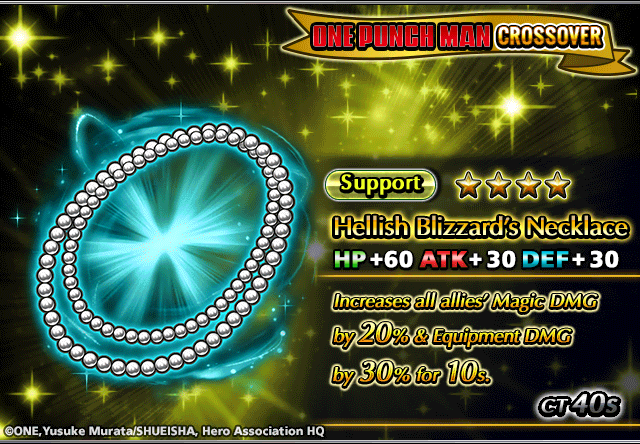 ONE PUNCH MAN CROSSOVER
Support
Hellish Blizzard's Necklace
HP+60 ATK+30 DEF+30
Increases all allies' Magic DMG
by 20% & Equipment DMG
by 30% for 10s.
CT 40s
©ONE,Yusuke Murata/SHUEISHA, Hero Association HQ